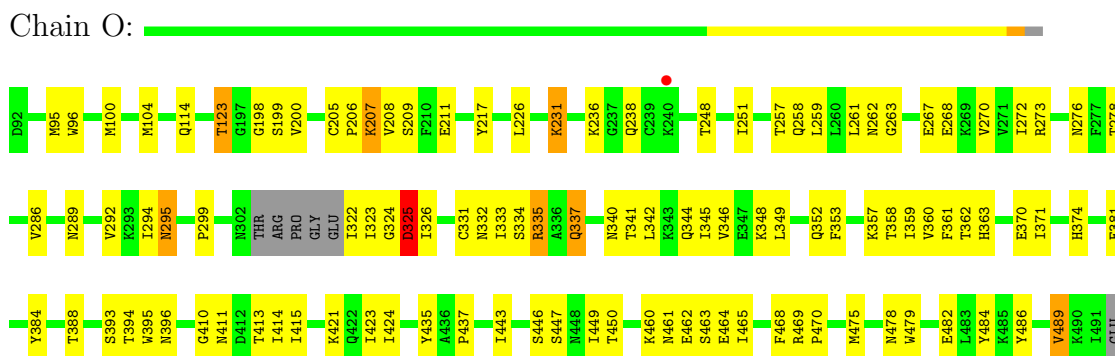 Chain O:
D92 M95 W96 M100 M104 Q114 T123 G197 G198 S199 V200 C205 P206 K207 V208 S209 F210 E211 Y217 L226 K231 K236 G237 Q238 C239 K240 T248 I251 T257 Q258 L259 L260 L261 N262 G263 E267 E268 K269 V270 V271 I272 R273 N276 F277
V286 N289 V292 K293 I294 N295 P299 N302 THR ARG PRO GLY GLU I322 I323 G324 D325 I326 C331 N332 I333 S334 R335 A336 Q337 N340 T341 L342 K343 Q344 I345 V346 E347 K348 L349 Q352 F353 K357 T358 I359 V360 F361 T362 H363 E370 I371 H374
Y384 T388 S393 T394 W395 N396 G410 N411 D412 T413 I414 I415 K421 Q422 I423 I424 Y435 A436 P437 I443 S446 S447 N448 I449 T450 K460 N461 E462 S463 E464 I465 F468 R469 P470 M475 N478 W479 E482 L483 Y484 K485 Y486 V489 K490 I491